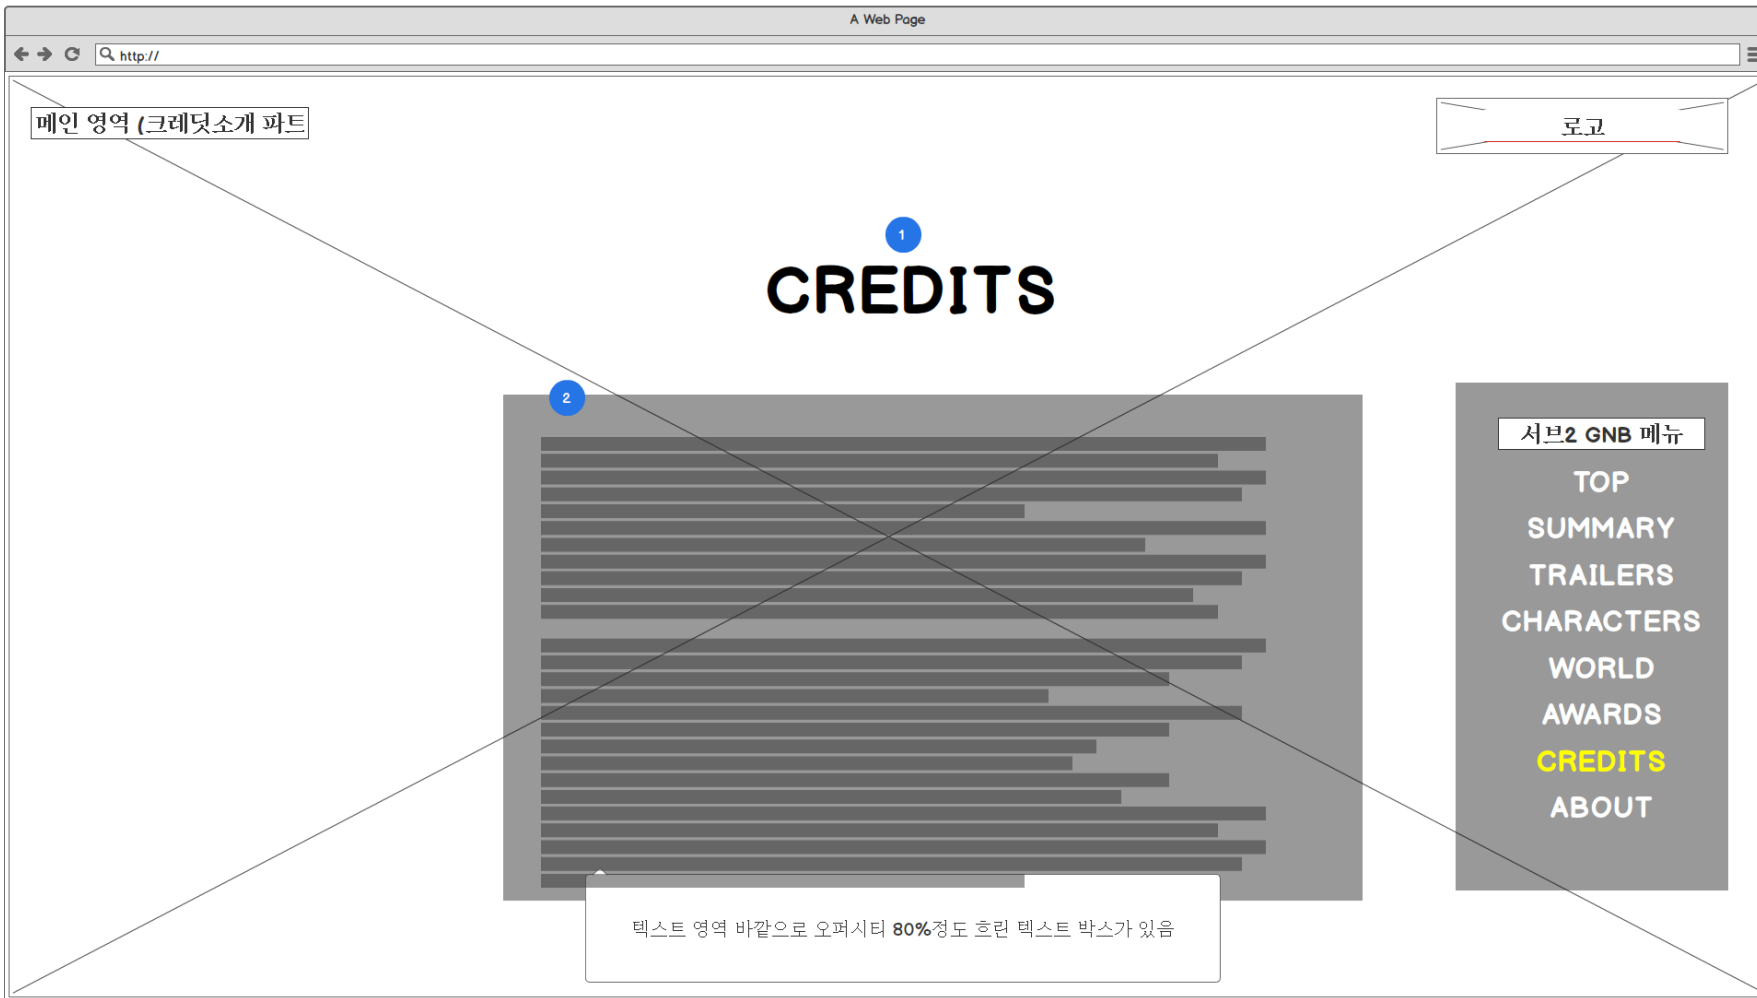 A Web Page
http://
메인 영역 (크레딧소개 파트
로고
1
CREDITS
2
서브2 GNB 메뉴
TOP
SUMMARY
TRAILERS
CHARACTERS
WORLD
AWARDS
CREDITS
ABOUT
텍스트 영역 바깥으로 오퍼시티 80%정도 흐린 텍스트 박스가 있음